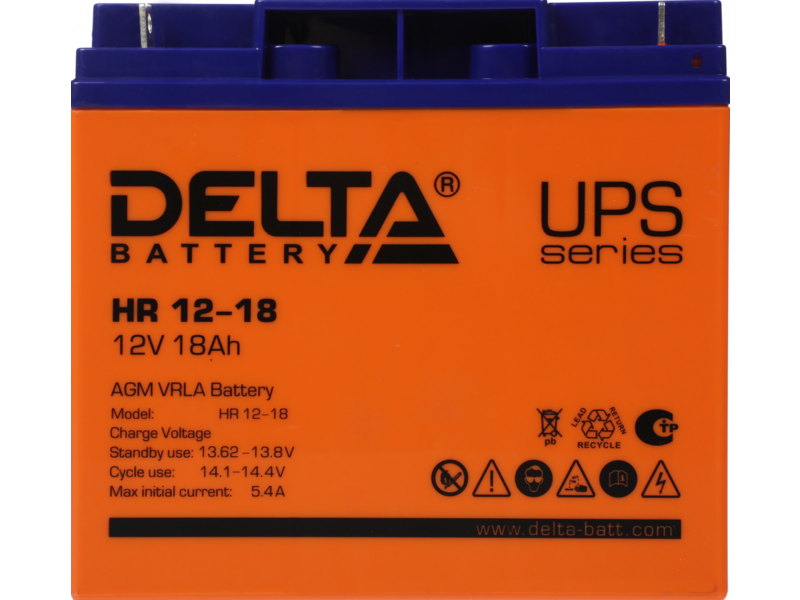 DELTA®
BATTERY
UPS
series
HR 12-18
12V 18Ah
AGM VRLA Battery
Model: HR 12-18
Charge Voltage
Standby use: 13.62-13.8V
Cycle use: 14.1-14.4V
Max initial current: 5.4A
pb
LEAD RETURN
RECYCLE
СТР
www.delta-batt.com